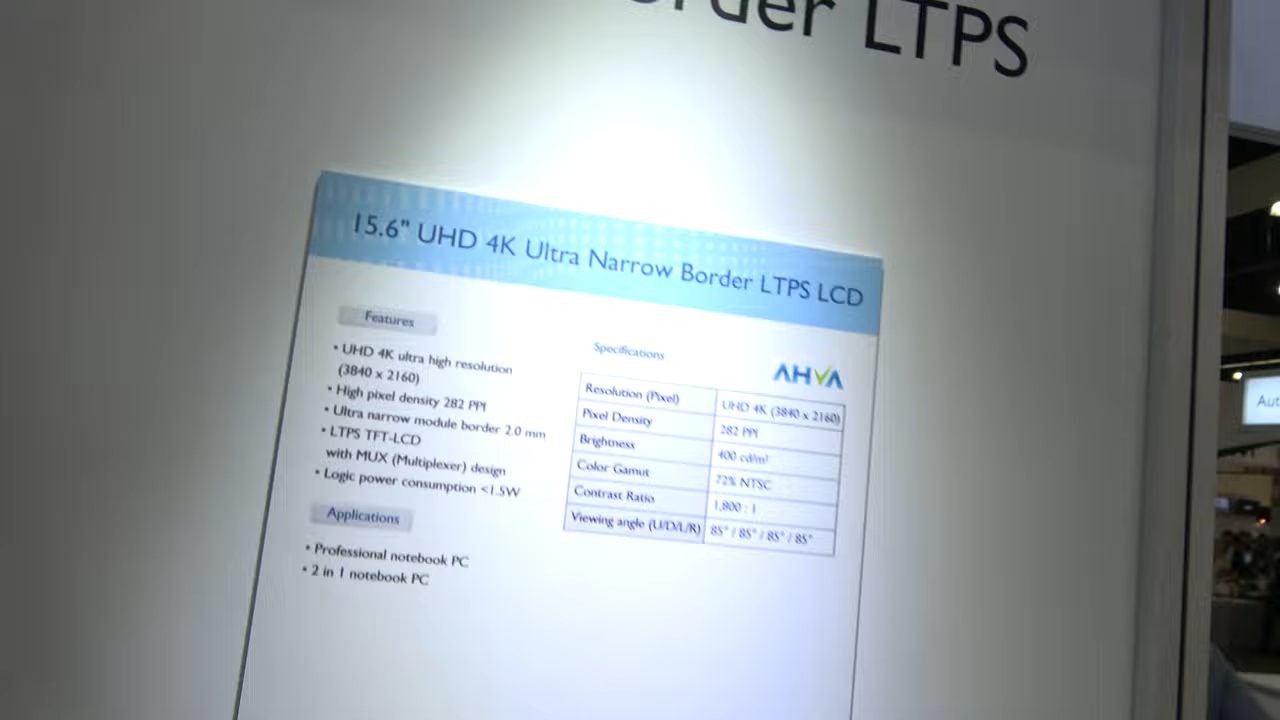 order LTPS
15.6" UHD 4K Ultra Narrow Border LTPS LCD
Features
• UHD 4K ultra high resolution
(3840 x 2160)
• High pixel density 282 PPI
• Ultra narrow module border 2.0 mm
• LTPS TFT-LCD
with MUX (Multiplexer) design
• Logic power consumption <1.5W
Applications
• Professional notebook PC
• 2 in 1 notebook PC
Specifications
AHVA
Resolution (Pixel) UHD 4K (3840 x 2160)
Pixel Density 282 PPI
Brightness 400 cd/m²
Color Gamut 72% NTSC
Contrast Ratio 1,800 : 1
Viewing angle (U/D/L/R) 85° / 85° / 85° / 85°
Aut